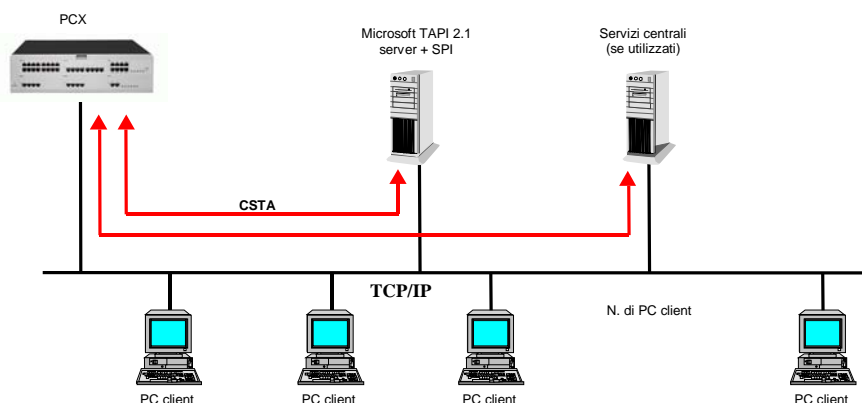 PCX
Microsoft TAPI 2.1
server + SPI
Servizi centrali
(se utilizzati)
CSTA
TCP/IP
N. di PC client
PC client
PC client
PC client
PC client